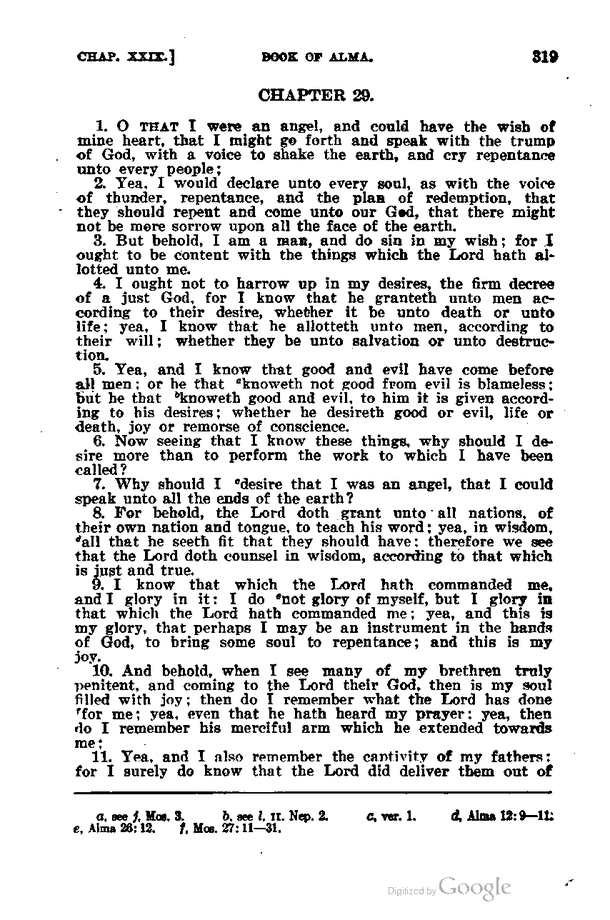 CHAP. XXIX.] BOOK OF ALMA. 319
CHAPTER 29.
1. O THAT I were an angel, and could have the wish of
mine heart, that I might go forth and speak with the trump
of God, with a voice to shake the earth, and cry repentance
unto every people;
2. Yea, I would declare unto every soul, as with the voice
of thunder, repentance, and the plan of redemption, that
they should repent and come unto our God, that there might
not be more sorrow upon all the face of the earth.
3. But behold, I am a man, and do sin in my wish; for I
ought to be content with the things which the Lord hath al-
lotted unto me.
4. I ought not to harrow up in my desires, the firm decree
of a just God, for I know that he granteth unto men ac-
cording to their desire, whether it be unto death or unto
life; yea, I know that he allotteth unto men, according to
their will; whether they be unto salvation or unto destruc-
tion.
5. Yea, and I know that good and evil have come before
all men; or he that ᵃknoweth not good from evil is blameless;
but he that ᵇknoweth good and evil, to him it is given accord-
ing to his desires; whether he desireth good or evil, life or
death, joy or remorse of conscience.
6. Now seeing that I know these things, why should I de-
sire more than to perform the work to which I have been
called?
7. Why should I ᶜdesire that I was an angel, that I could
speak unto all the ends of the earth?
8. For behold, the Lord doth grant unto all nations, of
their own nation and tongue, to teach his word; yea, in wisdom,
ᵈall that he seeth fit that they should have; therefore we see
that the Lord doth counsel in wisdom, according to that which
is just and true.
9. I know that which the Lord hath commanded me,
and I glory in it: I do ᵉnot glory of myself, but I glory in
that which the Lord hath commanded me; yea, and this is
my glory, that perhaps I may be an instrument in the hands
of God, to bring some soul to repentance; and this is my
joy.
10. And behold, when I see many of my brethren truly
penitent, and coming to the Lord their God, then is my soul
filled with joy; then do I remember what the Lord has done
ᶠfor me; yea, even that he hath heard my prayer; yea, then
do I remember his merciful arm which he extended towards
me;
11. Yea, and I also remember the captivity of my fathers;
for I surely do know that the Lord did deliver them out of
a, see f, Mos. 3. b, see l, II. Nep. 2. c, ver. 1. d, Alma 12:9—11.
e, Alma 26:12. f, Mos. 27:11—31.
Digitized by Google